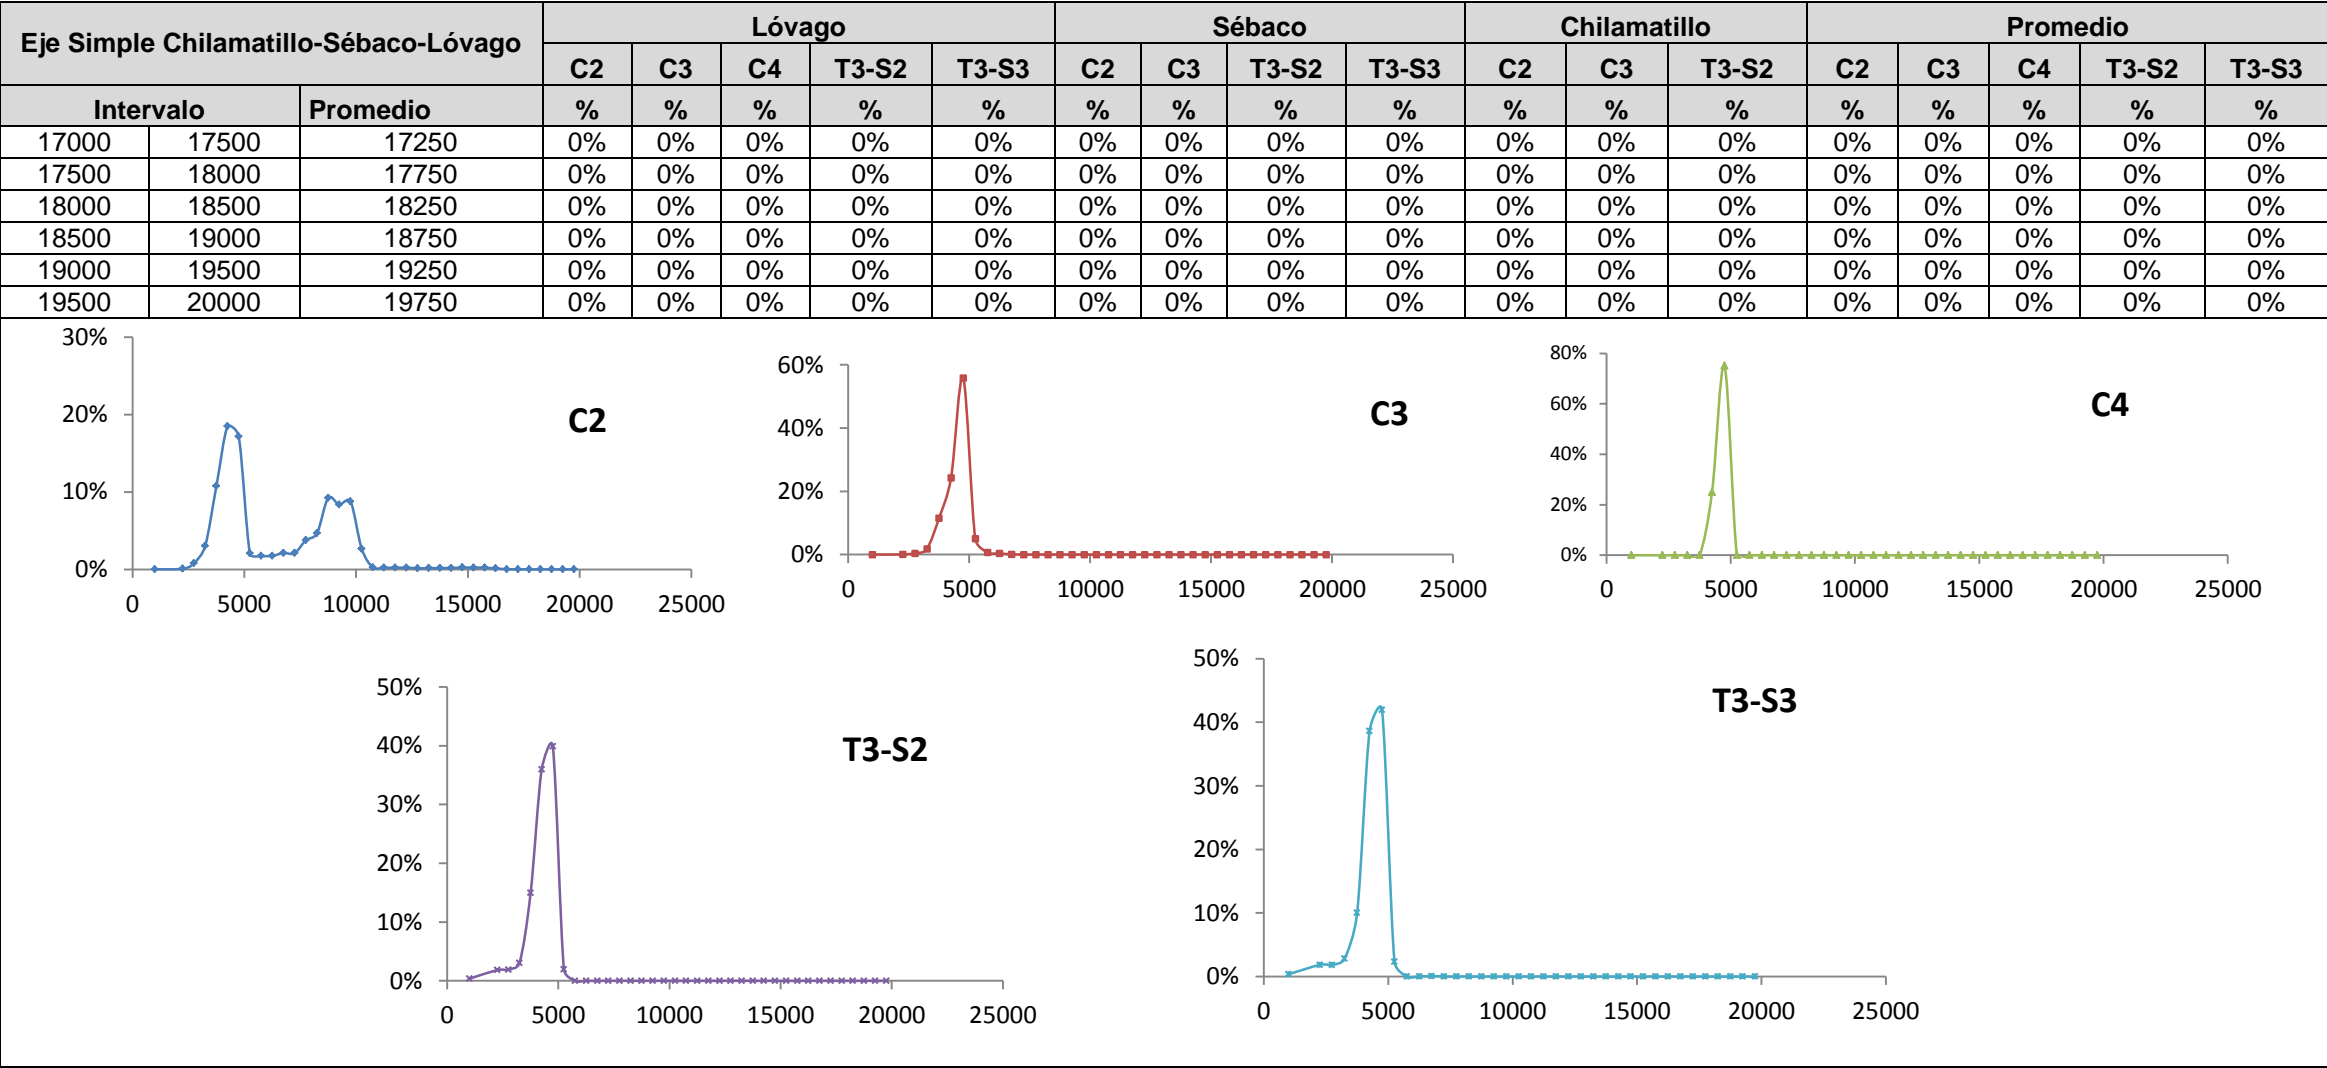 Eje Simple Chilamatillo-Sébaco-Lóvago Lóvago Sébaco Chilamatillo Promedio
C2 C3 C4 T3-S2 T3-S3 C2 C3 T3-S2 T3-S3 C2 C3 T3-S2 C2 C3 C4 T3-S2 T3-S3
Intervalo Promedio % % % % % % % % % % % % % % % % %
17000 17500 17250 0% 0% 0% 0% 0% 0% 0% 0% 0% 0% 0% 0% 0% 0% 0% 0% 0%
17500 18000 17750 0% 0% 0% 0% 0% 0% 0% 0% 0% 0% 0% 0% 0% 0% 0% 0% 0%
18000 18500 18250 0% 0% 0% 0% 0% 0% 0% 0% 0% 0% 0% 0% 0% 0% 0% 0% 0%
18500 19000 18750 0% 0% 0% 0% 0% 0% 0% 0% 0% 0% 0% 0% 0% 0% 0% 0% 0%
19000 19500 19250 0% 0% 0% 0% 0% 0% 0% 0% 0% 0% 0% 0% 0% 0% 0% 0% 0%
19500 20000 19750 0% 0% 0% 0% 0% 0% 0% 0% 0% 0% 0% 0% 0% 0% 0% 0% 0%
C2
30%
20%
10%
0%
0 5000 10000 15000 20000 25000
C3
60%
40%
20%
0%
0 5000 10000 15000 20000 25000
C4
80%
60%
40%
20%
0%
0 5000 10000 15000 20000 25000
T3-S2
50%
40%
30%
20%
10%
0%
0 5000 10000 15000 20000 25000
T3-S3
50%
40%
30%
20%
10%
0%
0 5000 10000 15000 20000 25000